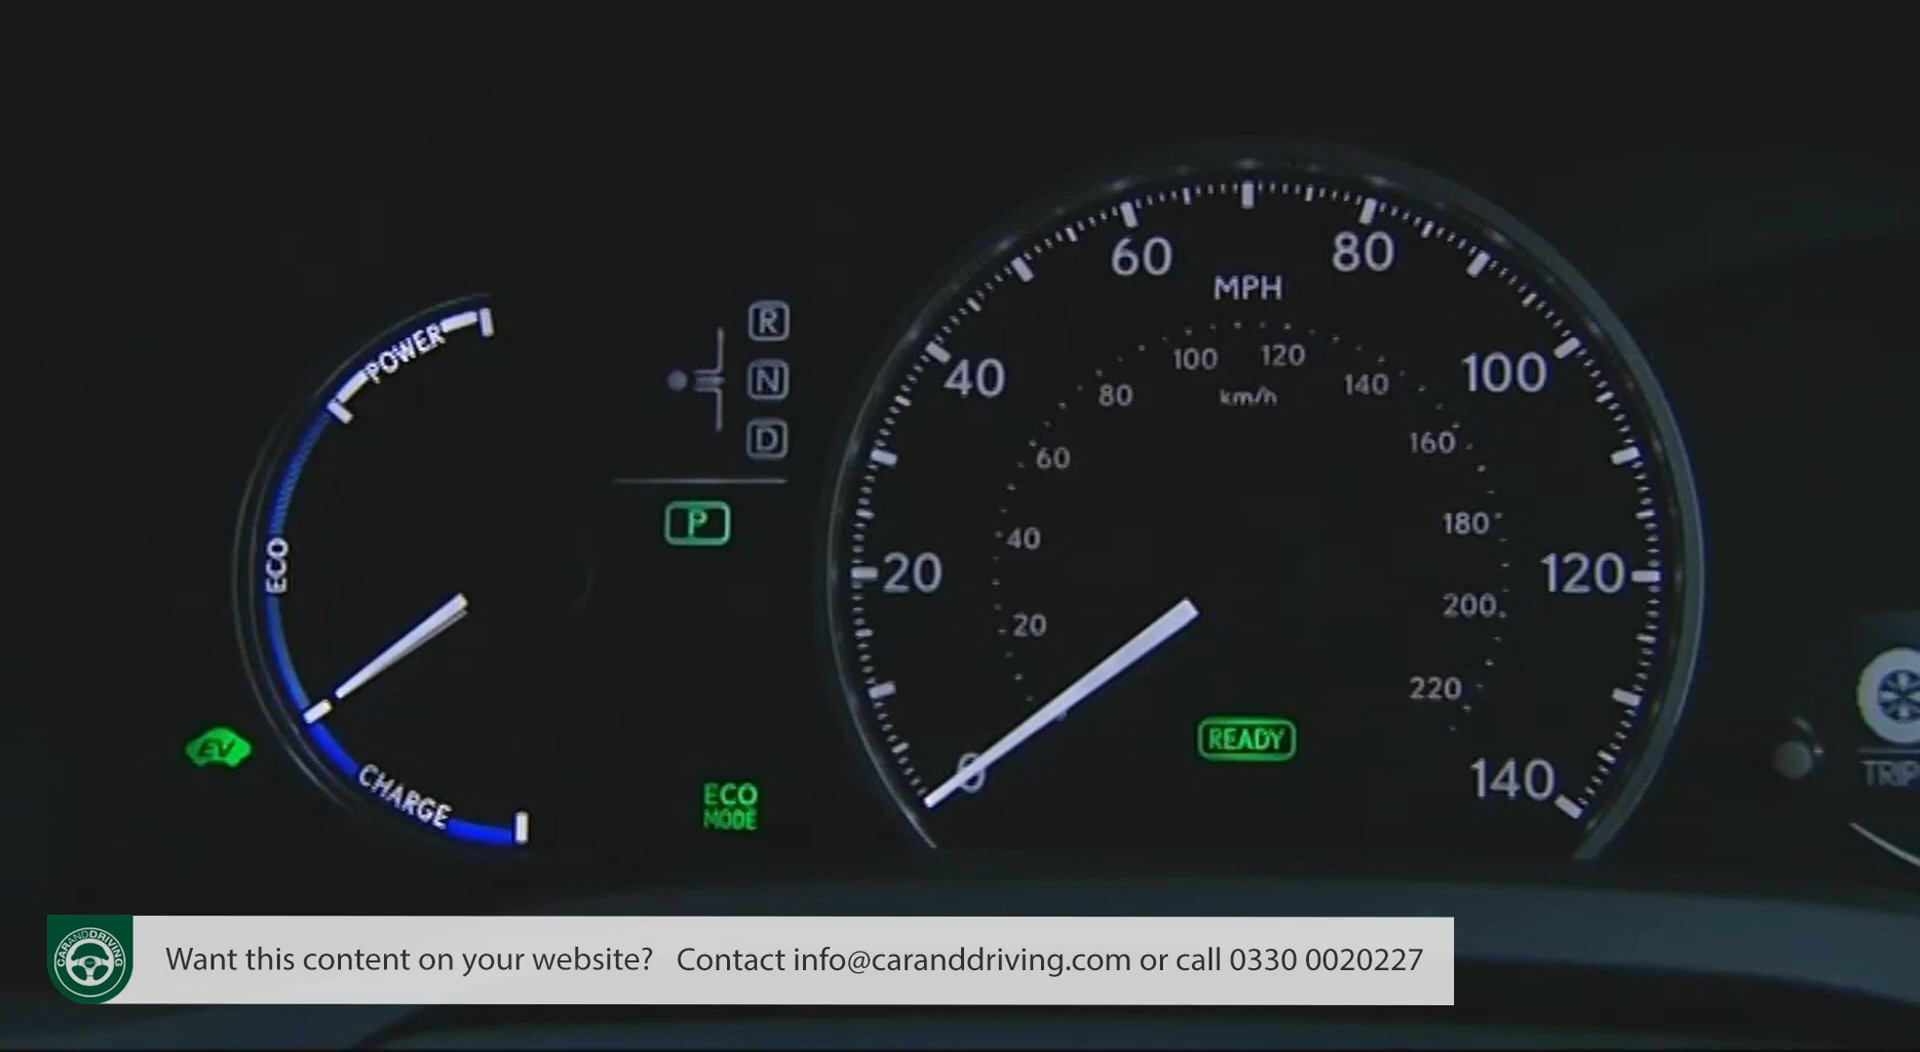 POWER
ECO
CHARGE
EV
R
N
D
P
ECO
MODE
0
20
40
60
80
100
120
140
MPH
20
40
60
80
100
120
140
160
180
200
220
km/h
READY
TRIP
CARANDDRIVING
Want this content on your website? Contact info@caranddriving.com or call 0330 0020227